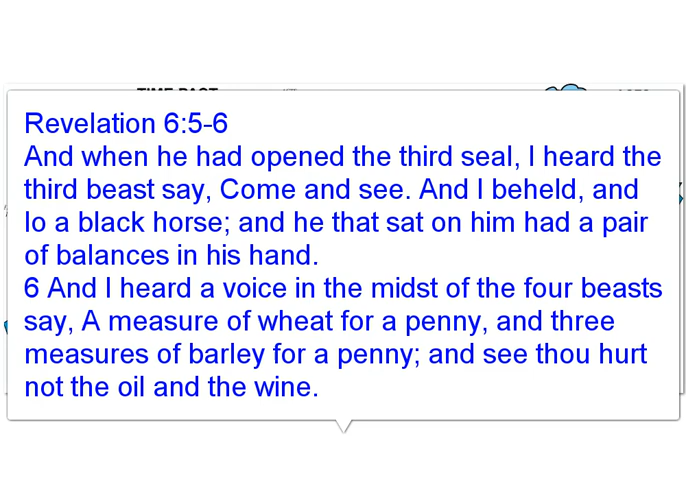 Revelation 6:5-6
And when he had opened the third seal, I heard the
third beast say, Come and see. And I beheld, and
lo a black horse; and he that sat on him had a pair
of balances in his hand.
6 And I heard a voice in the midst of the four beasts
say, A measure of wheat for a penny, and three
measures of barley for a penny; and see thou hurt
not the oil and the wine.